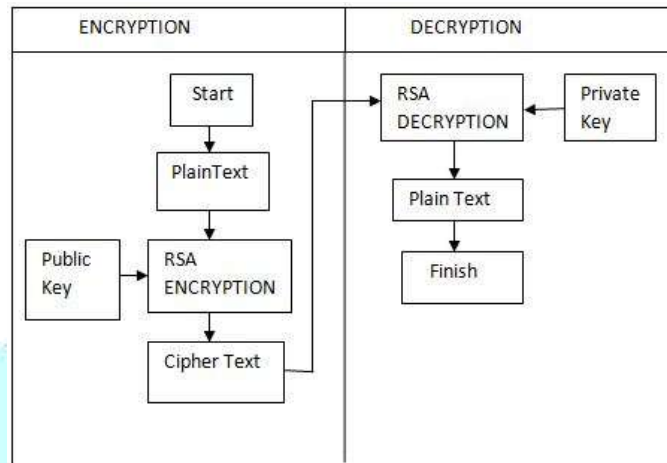 ENCRYPTION
DECRYPTION
Start
PlainText
Public
Key
RSA
ENCRYPTION
Cipher Text
RSA
DECRYPTION
Private
Key
Plain Text
Finish